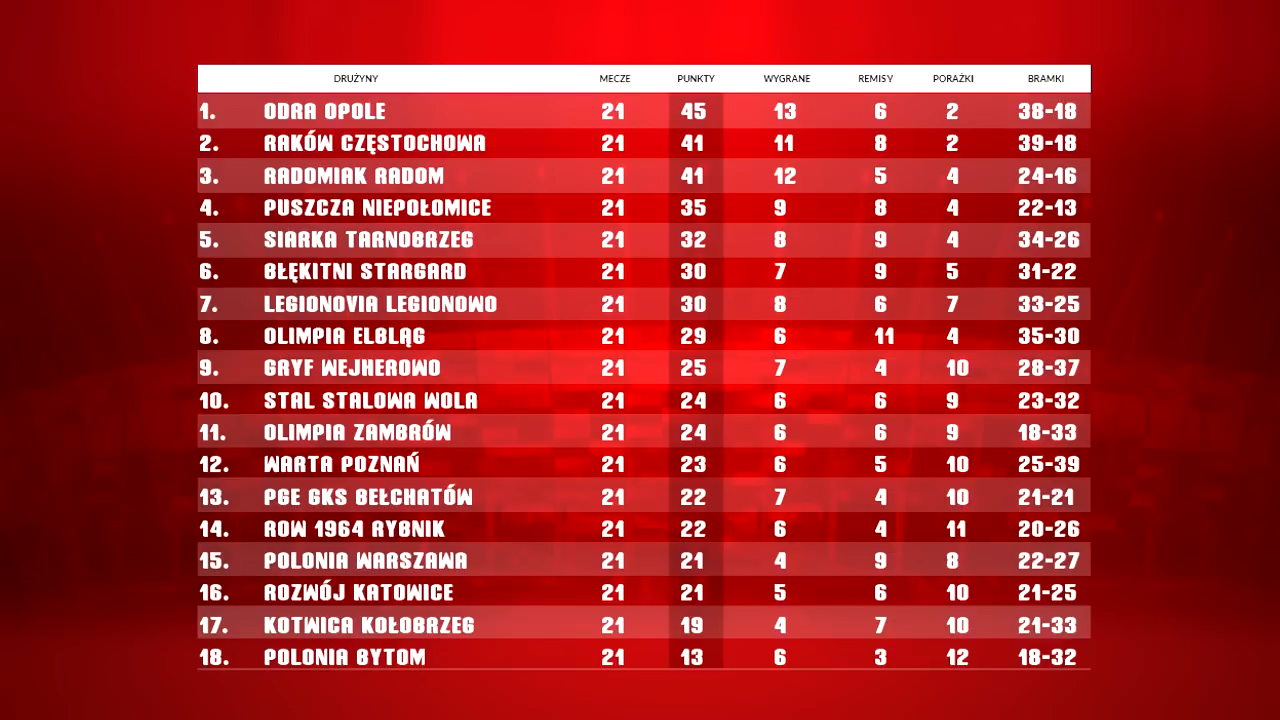 DRUŻYNY MECZE PUNKTY WYGRANE REMISY PORAŻKI BRAMKI
1. ODRA OPOLE 21 45 13 6 2 38-18
2. RAKÓW CZĘSTOCHOWA 21 41 11 8 2 39-18
3. RADOMIAK RADOM 21 41 12 5 4 24-16
4. PUSZCZA NIEPOŁOMICE 21 35 9 8 4 22-13
5. SIARKA TARNOBRZEG 21 32 8 9 4 34-26
6. BŁĘKITNI STARGARD 21 30 7 9 5 31-22
7. LEGIONOVIA LEGIONOWO 21 30 8 6 7 33-25
8. OLIMPIA ELBLĄG 21 29 6 11 4 35-30
9. GRYF WEJHEROWO 21 25 7 4 10 28-37
10. STAL STALOWA WOLA 21 24 6 6 9 23-32
11. OLIMPIA ZAMBRÓW 21 24 6 6 9 18-33
12. WARTA POZNAŃ 21 23 6 5 10 25-39
13. PGE GKS BEŁCHATÓW 21 22 7 4 10 21-21
14. ROW 1964 RYBNIK 21 22 6 4 11 20-26
15. POLONIA WARSZAWA 21 21 4 9 8 22-27
16. ROZWÓJ KATOWICE 21 21 5 6 10 21-25
17. KOTWICA KOŁOBRZEG 21 19 4 7 10 21-33
18. POLONIA BYTOM 21 13 6 3 12 18-32